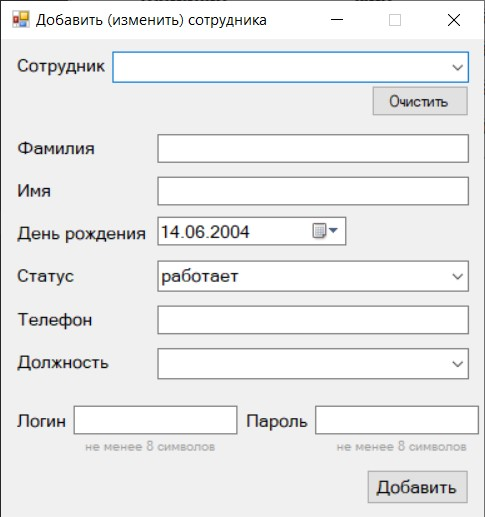 Добавить (изменить) сотрудника
Сотрудник
Очистить
Фамилия
Имя
День рождения 14.06.2004
Статус работает
Телефон
Должность
Логин Пароль
не менее 8 символов не менее 8 символов
Добавить